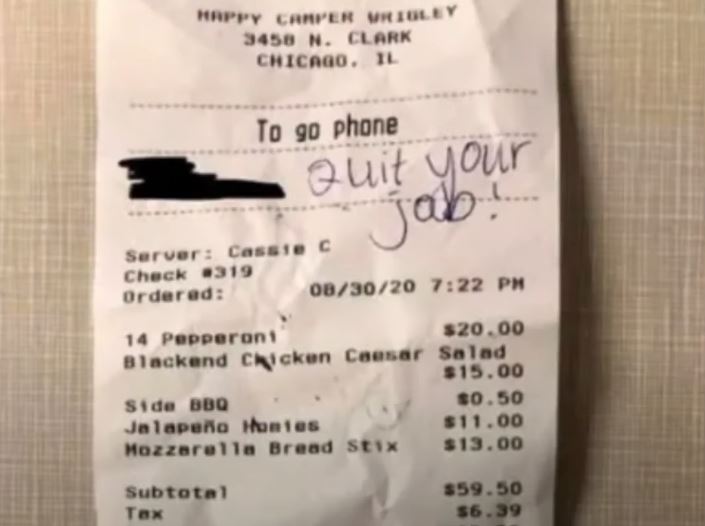 HAPPY CAMPER WRIGLEY
3458 N. CLARK
CHICAGO, IL
To go phone
Quit your
job!
Server: Cassie C
Check #319
Ordered: 08/30/20 7:22 PM
14 Pepperoni $20.00
Blackend Chicken Caesar Salad
$15.00
Side BBQ $0.50
Jalapeño Homies $11.00
Mozzarella Bread Stix $13.00
Subtotal $59.50
Tax $6.39